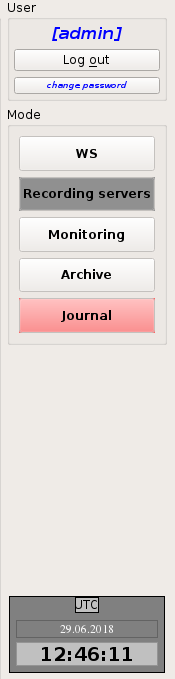 User
[admin]
Log out
change password
Mode
WS
Recording servers
Monitoring
Archive
Journal
UTC
29.06.2018
12:46:11